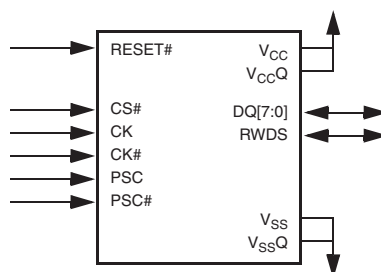 RESET#
V_CC
V_CCQ
CS#
DQ[7:0]
CK
RWDS
CK#
PSC
PSC#
V_SS
V_SSQ